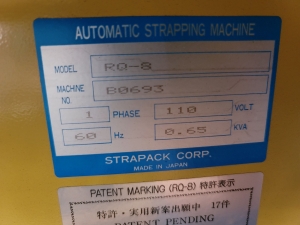 AUTOMATIC STRAPPING MACHINE
MODEL RQ-8
MACHINE NO. B0693
1 PHASE 110 VOLT
60 Hz 0.65 KVA
STRAPACK CORP.
MADE IN JAPAN
PATENT MARKING (RQ-8) 特許表示
特許・実用新案出願中 17件
PATENT PENDING